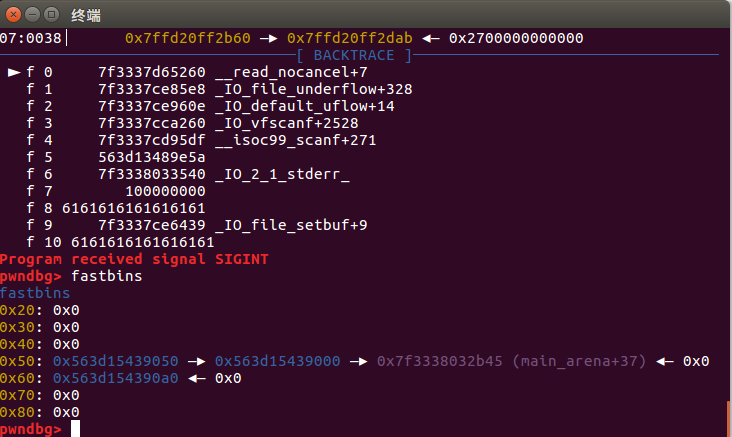 终端
07:0038│ 0x7ffd20ff2b60 —▸ 0x7ffd20ff2dab ◂— 0x2700000000000
[ BACKTRACE ]
► f 0 7f3337d65260 __read_nocancel+7
f 1 7f3337ce85e8 _IO_file_underflow+328
f 2 7f3337ce960e _IO_default_uflow+14
f 3 7f3337cca260 _IO_vfscanf+2528
f 4 7f3337cd95df __isoc99_scanf+271
f 5 563d13489e5a
f 6 7f3338033540 _IO_2_1_stderr_
f 7 100000000
f 8 6161616161616161
f 9 7f3337ce6439 _IO_file_setbuf+9
f 10 6161616161616161
Program received signal SIGINT
pwndbg> fastbins
fastbins
0x20: 0x0
0x30: 0x0
0x40: 0x0
0x50: 0x563d15439050 —▸ 0x563d15439000 —▸ 0x7f3338032b45 (main_arena+37) ◂— 0x0
0x60: 0x563d154390a0 ◂— 0x0
0x70: 0x0
0x80: 0x0
pwndbg>